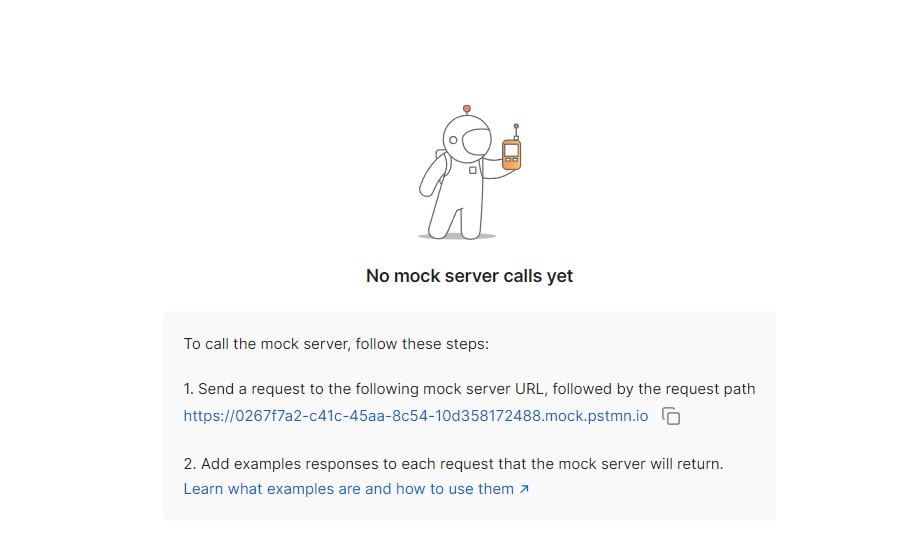 No mock server calls yet
To call the mock server, follow these steps:
1. Send a request to the following mock server URL, followed by the request path
https://0267f7a2-c41c-45aa-8c54-10d358172488.mock.pstmn.io
2. Add examples responses to each request that the mock server will return.
Learn what examples are and how to use them ↗